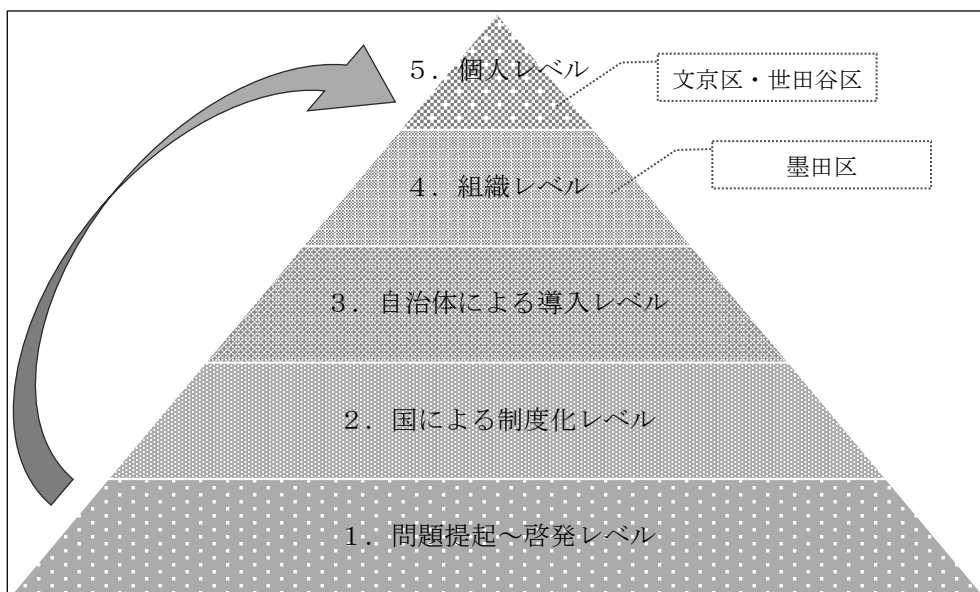 ５．個人レベル
文京区・世田谷区
４．組織レベル
墨田区
３．自治体による導入レベル
２．国による制度化レベル
１．問題提起～啓発レベル